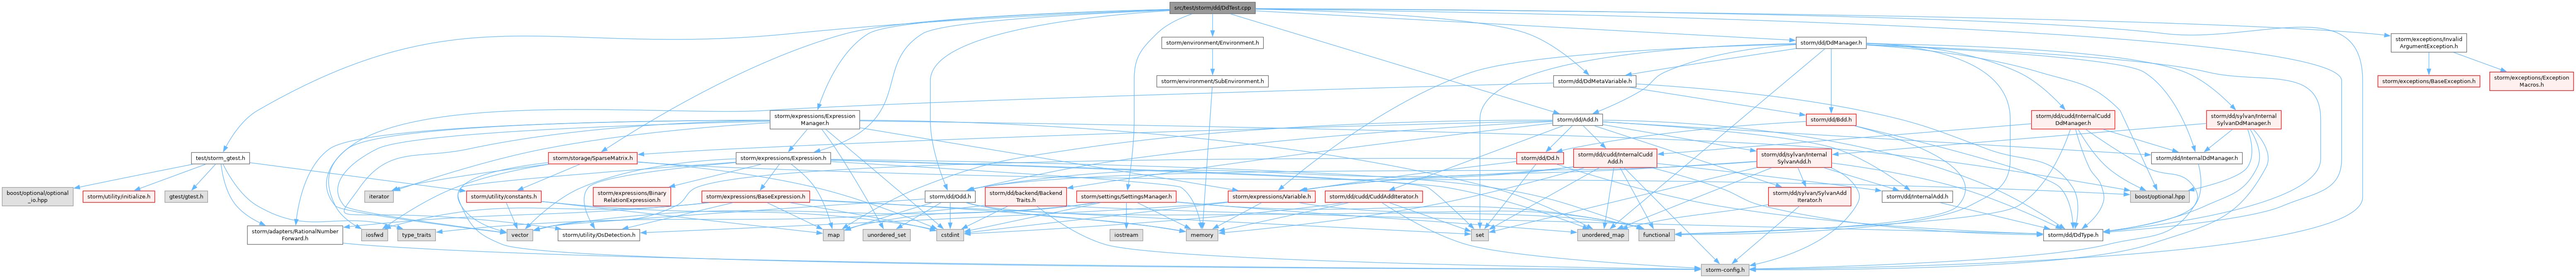 src/test/storm/dd/DdTest.cpp
storm/environment/Environment.h
storm/dd/DdManager.h
storm/exceptions/Invalid
ArgumentException.h
storm/environment/SubEnvironment.h
storm/dd/DdMetaVariable.h
storm/exceptions/BaseException.h
storm/exceptions/Exception
Macros.h
storm/expressions/Expression
Manager.h
storm/dd/Add.h
storm/dd/Bdd.h
storm/dd/cudd/InternalCudd
DdManager.h
storm/dd/sylvan/Internal
SylvanDdManager.h
test/storm_gtest.h
storm/storage/SparseMatrix.h
storm/expressions/Expression.h
storm/dd/Dd.h
storm/dd/cudd/InternalCudd
Add.h
storm/dd/sylvan/Internal
SylvanAdd.h
storm/dd/InternalDdManager.h
boost/optional/optional
_io.hpp
storm/utility/initialize.h
gtest/gtest.h
iterator
storm/utility/constants.h
storm/expressions/Binary
RelationExpression.h
storm/expressions/BaseExpression.h
storm/dd/Odd.h
storm/dd/backend/Backend
Traits.h
storm/settings/SettingsManager.h
storm/expressions/Variable.h
storm/dd/cudd/CuddAddIterator.h
storm/dd/sylvan/SylvanAdd
Iterator.h
storm/dd/InternalAdd.h
boost/optional.hpp
storm/adapters/RationalNumber
Forward.h
iosfwd
type_traits
vector
storm/utility/OsDetection.h
map
unordered_set
cstdint
iostream
memory
set
unordered_map
functional
storm/dd/DdType.h
storm-config.h